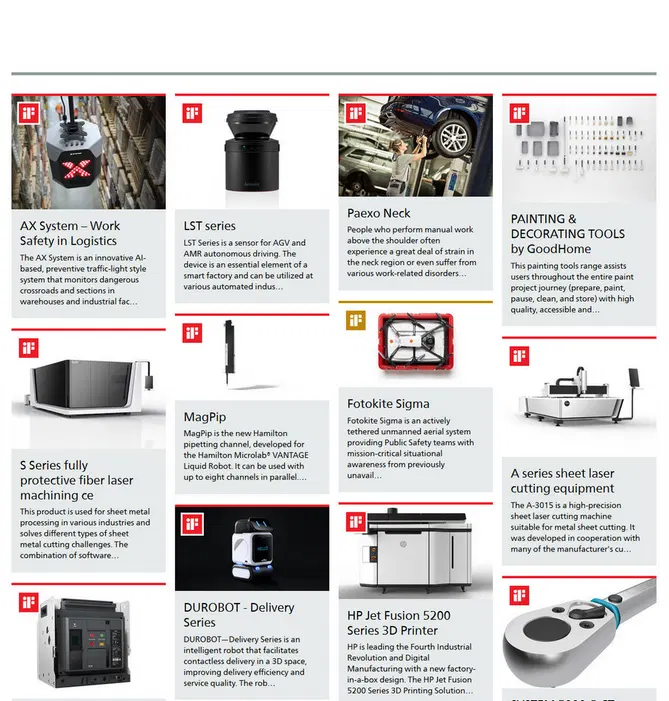 AX System – Work
Safety in Logistics
The AX System is an innovative AI-
based, preventive traffic-light style
system that monitors dangerous
crossroads and sections in
warehouses and industrial fac…
S Series fully
protective fiber laser
machining ce
This product is used for sheet metal
processing in various industries and
solves different types of sheet
metal cutting challenges. The
combination of software…
LST series
LST Series is a sensor for AGV and
AMR autonomous driving. The
device is an essential element of a
smart factory and can be utilized at
various automated indus…
MagPip
MagPip is the new Hamilton
pipetting channel, developed for
the Hamilton Microlab® VANTAGE
Liquid Robot. It can be used with
up to eight channels in parallel.…
DUROBOT - Delivery
Series
DUROBOT—Delivery Series is an
intelligent robot that facilitates
contactless delivery in a 3D space,
improving delivery efficiency and
service quality. The rob…
Paexo Neck
People who perform manual work
above the shoulder often
experience a great deal of strain in
the neck region or even suffer from
various work-related disorders…
Fotokite Sigma
Fotokite Sigma is an actively
tethered unmanned aerial system
providing Public Safety teams with
mission-critical situational
awareness from previously
unavail…
HP Jet Fusion 5200
Series 3D Printer
HP is leading the Fourth Industrial
Revolution and Digital
Manufacturing with a new factory-
in-a-box design. The HP Jet Fusion
5200 Series 3D Printing Solution…
PAINTING &
DECORATING TOOLS
by GoodHome
This painting tools range assists
users throughout the entire paint
project journey (prepare, paint,
pause, clean, and store) with high
quality, accessible and…
A series sheet laser
cutting equipment
The A-3015 is a high-precision
sheet laser cutting machine
suitable for metal sheet cutting. It
was developed in cooperation with
many of the manufacturer's cu…